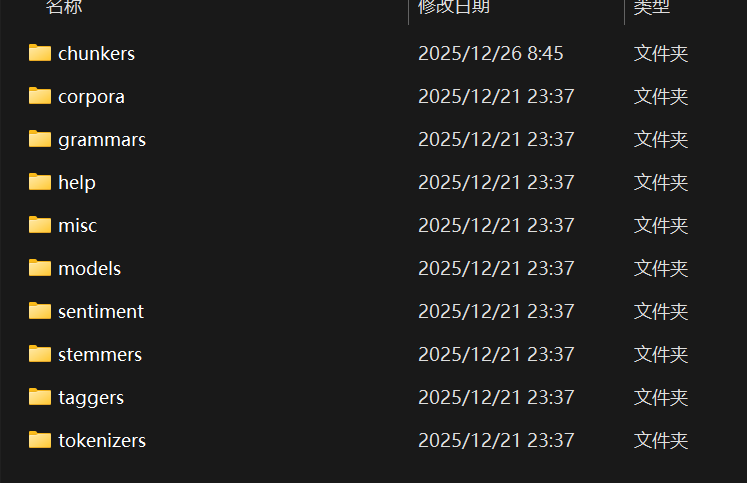 名称 修改日期 类型
chunkers 2025/12/26 8:45 文件夹
corpora 2025/12/21 23:37 文件夹
grammars 2025/12/21 23:37 文件夹
help 2025/12/21 23:37 文件夹
misc 2025/12/21 23:37 文件夹
models 2025/12/21 23:37 文件夹
sentiment 2025/12/21 23:37 文件夹
stemmers 2025/12/21 23:37 文件夹
taggers 2025/12/21 23:37 文件夹
tokenizers 2025/12/21 23:37 文件夹